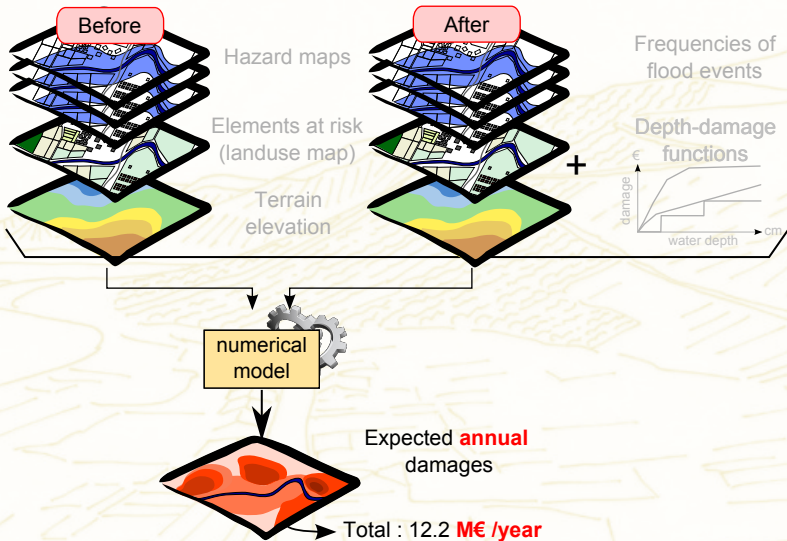 Before
After
Hazard maps
Frequencies of
flood events
Elements at risk
(landuse map)
Depth-damage
functions
+
€
damage
cm
water depth
Terrain
elevation
numerical
model
Expected annual
damages
Total : 12.2 M€ /year